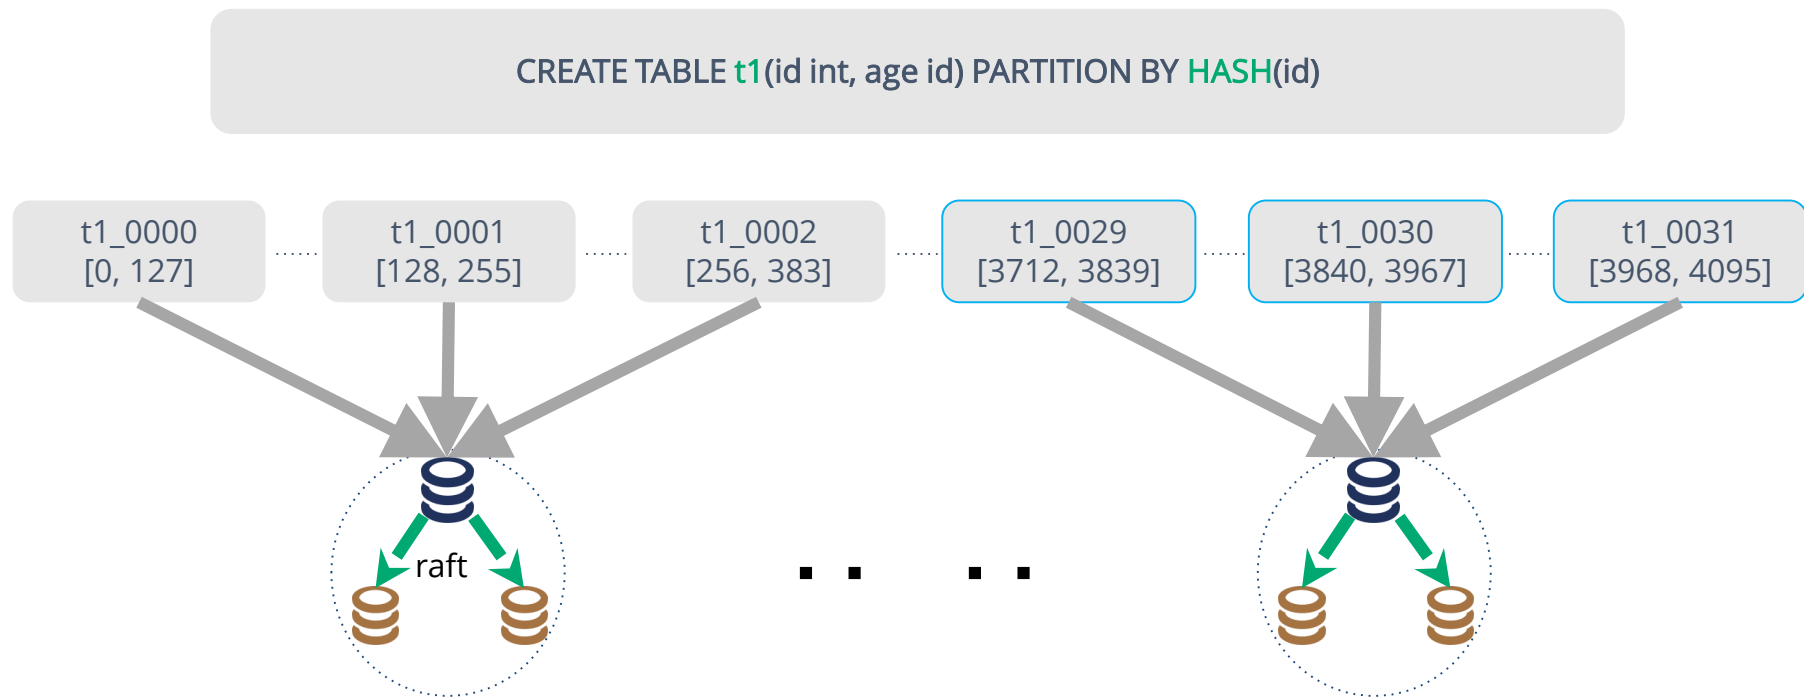 CREATE TABLE t1(id int, age id) PARTITION BY HASH(id)
t1_0000
[0, 127]
t1_0001
[128, 255]
t1_0002
[256, 383]
t1_0029
[3712, 3839]
t1_0030
[3840, 3967]
t1_0031
[3968, 4095]
raft